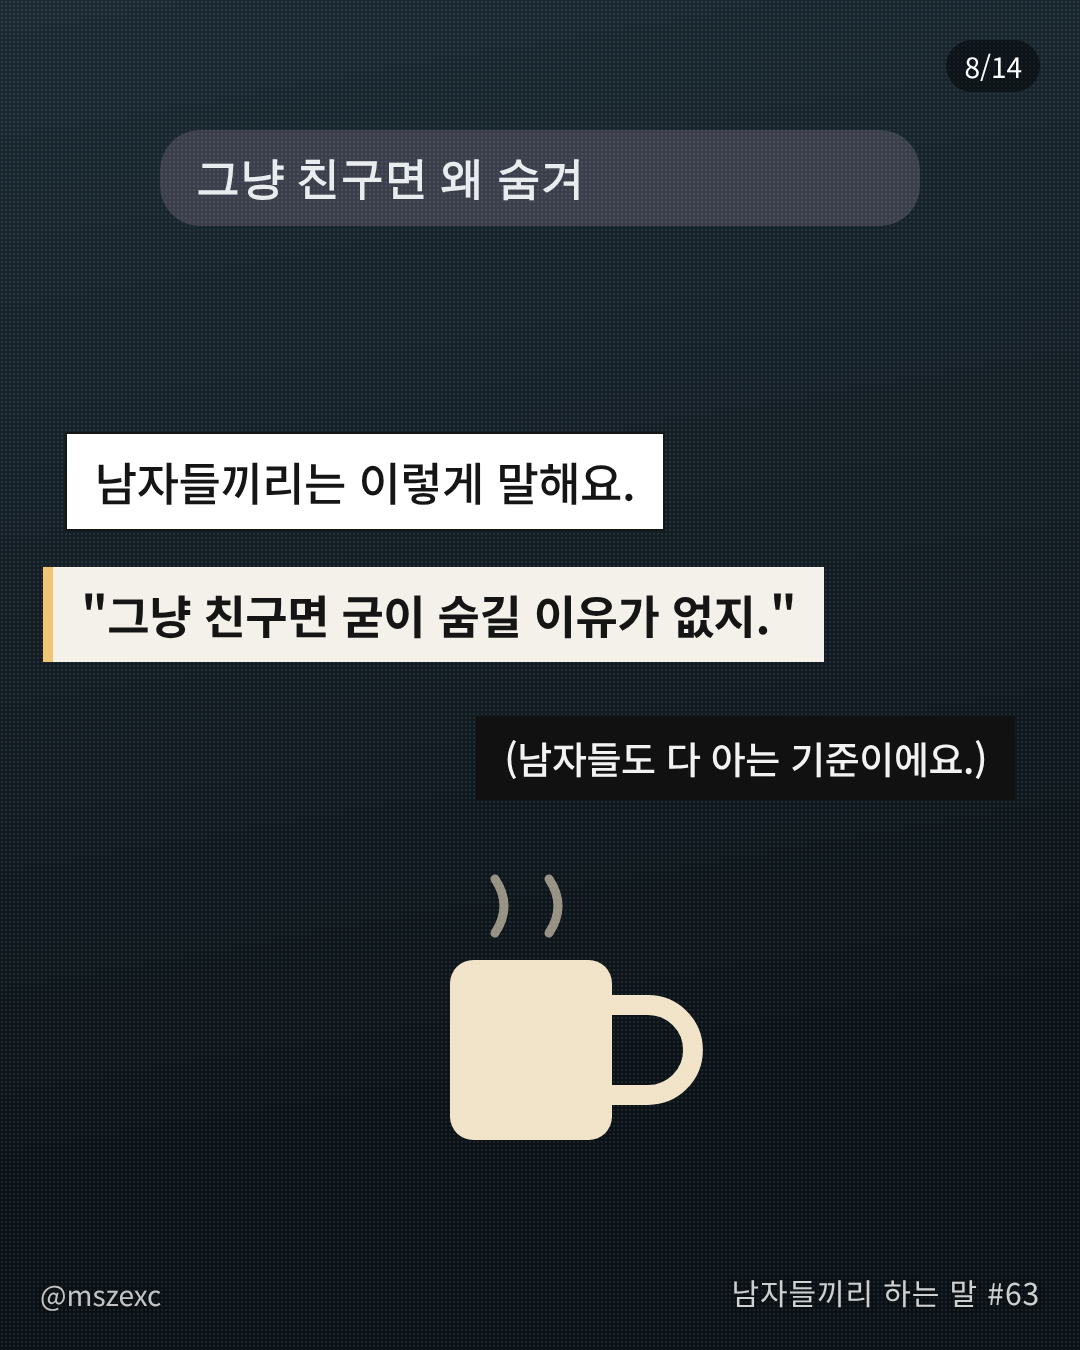 8/14
그냥 친구면 왜 숨겨
남자들끼리는 이렇게 말해요.
"그냥 친구면 굳이 숨길 이유가 없지."
(남자들도 다 아는 기준이에요.)
@mszexc
남자들끼리 하는 말 #63